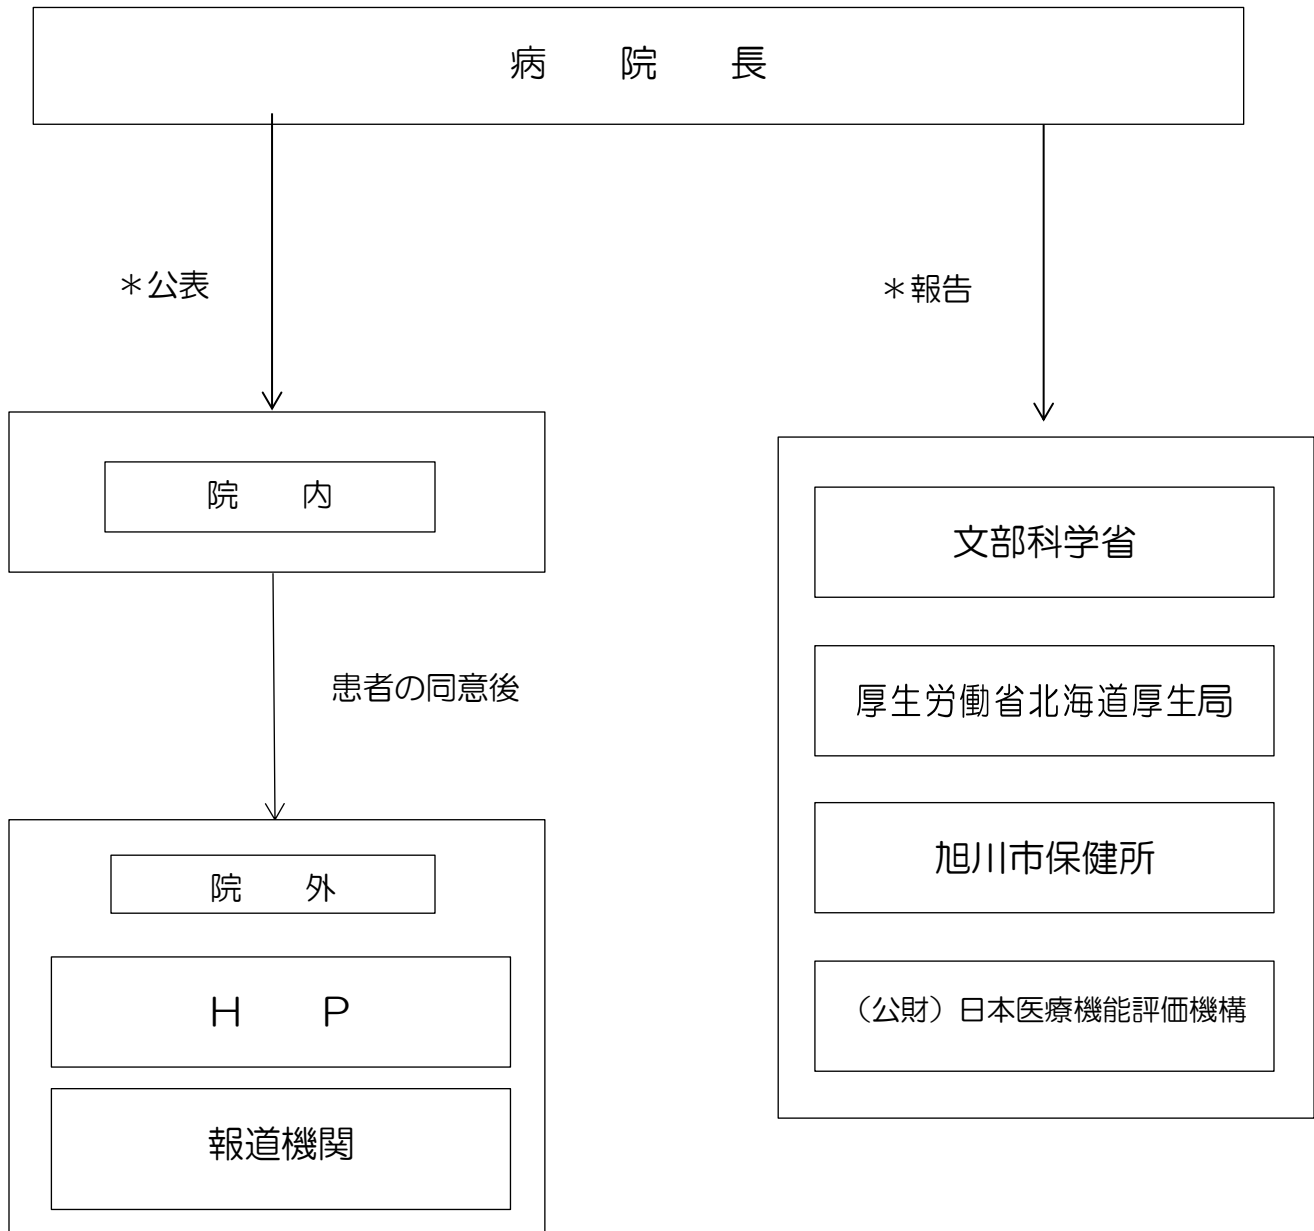 病　院　長
＊公表
＊報告
院　内
患者の同意後
院　外
Ｈ　Ｐ
報道機関
文部科学省
厚生労働省北海道厚生局
旭川市保健所
（公財）日本医療機能評価機構